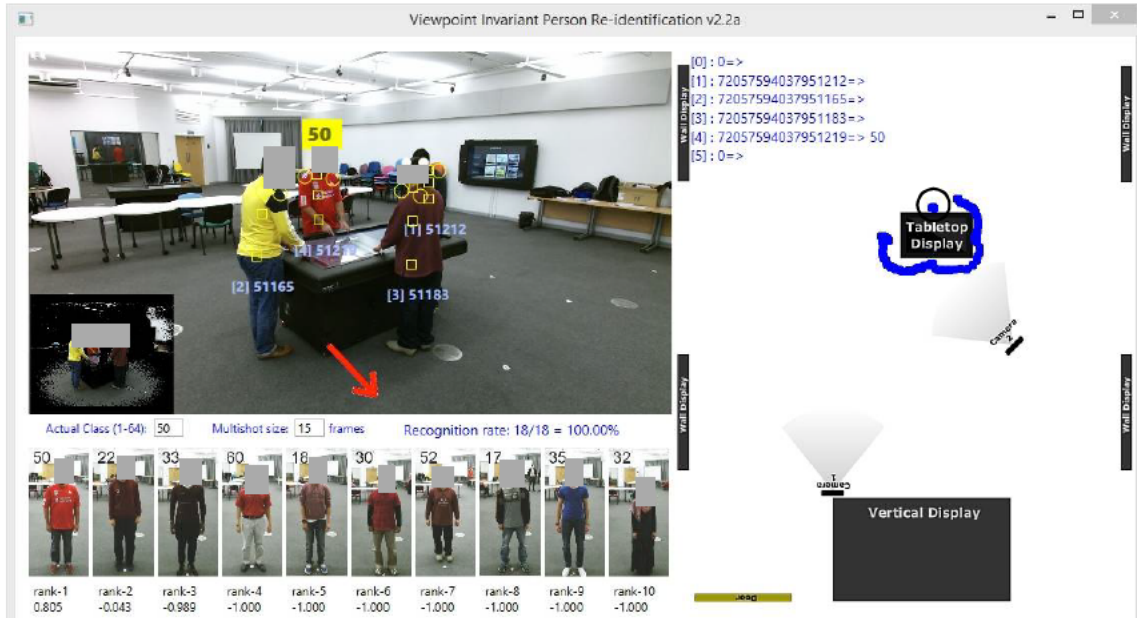 Viewpoint Invariant Person Re-identification v2.2a
50
[1] 51212
[2] 51165
[3] 51183
Actual Class (1-64): 50 Multishot size: 15 frames Recognition rate: 18/18 = 100.00%
50 22 33 60 18 30 52 17 35 32
rank-1 rank-2 rank-3 rank-4 rank-5 rank-6 rank-7 rank-8 rank-9 rank-10
0.805 -0.043 -0.989 -1.000 -1.000 -1.000 -1.000 -1.000 -1.000 -1.000
[0] : 0=>
[1] : 72057594037951212=>
[2] : 72057594037951165=>
[3] : 72057594037951183=>
[4] : 72057594037951219=> 50
[5] : 0=>
Wall Display
Wall Display
Tabletop
Display
Camera
2
Wall Display
Wall Display
Camera
1
Vertical Display
Door